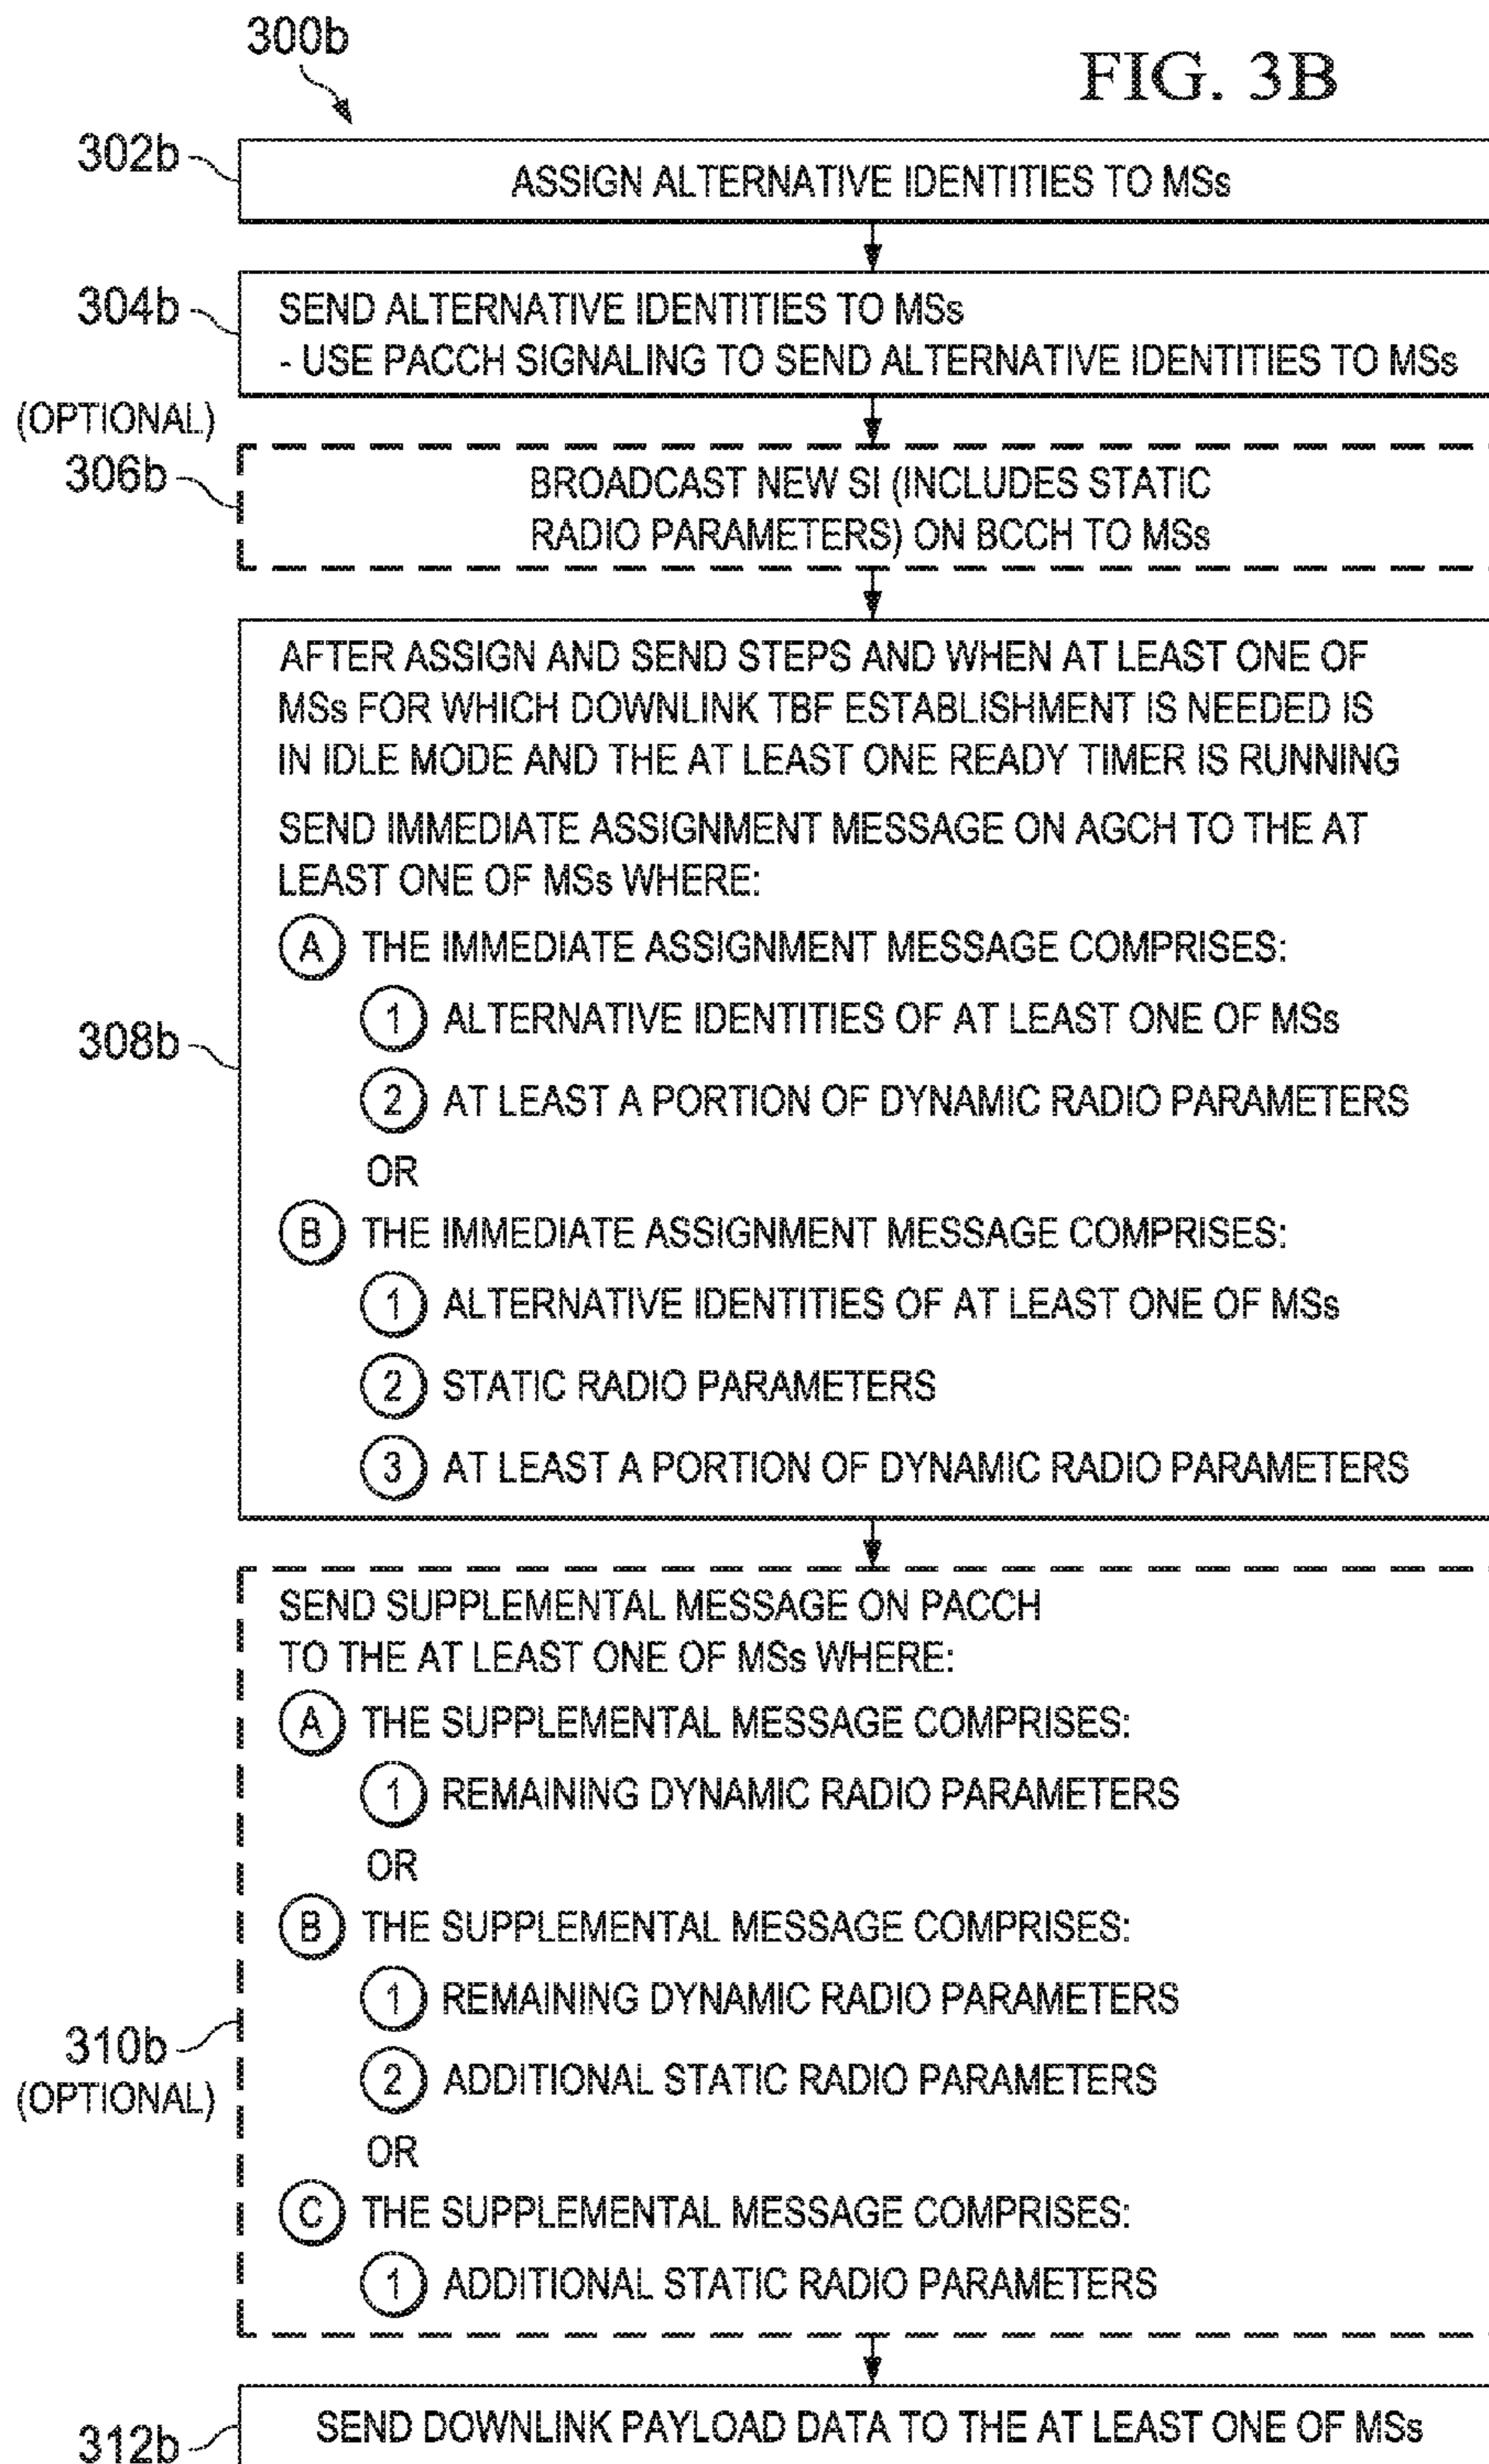 300b
FIG. 3B
302b
ASSIGN ALTERNATIVE IDENTITIES TO MSs
304b
SEND ALTERNATIVE IDENTITIES TO MSs
- USE PACCH SIGNALING TO SEND ALTERNATIVE IDENTITIES TO MSs
(OPTIONAL)
306b
BROADCAST NEW SI (INCLUDES STATIC
RADIO PARAMETERS) ON BCCH TO MSs
308b
AFTER ASSIGN AND SEND STEPS AND WHEN AT LEAST ONE OF
MSs FOR WHICH DOWNLINK TBF ESTABLISHMENT IS NEEDED IS
IN IDLE MODE AND THE AT LEAST ONE READY TIMER IS RUNNING
SEND IMMEDIATE ASSIGNMENT MESSAGE ON AGCH TO THE AT
LEAST ONE OF MSs WHERE:
A THE IMMEDIATE ASSIGNMENT MESSAGE COMPRISES:
1 ALTERNATIVE IDENTITIES OF AT LEAST ONE OF MSs
2 AT LEAST A PORTION OF DYNAMIC RADIO PARAMETERS
OR
B THE IMMEDIATE ASSIGNMENT MESSAGE COMPRISES:
1 ALTERNATIVE IDENTITIES OF AT LEAST ONE OF MSs
2 STATIC RADIO PARAMETERS
3 AT LEAST A PORTION OF DYNAMIC RADIO PARAMETERS
310b
(OPTIONAL)
SEND SUPPLEMENTAL MESSAGE ON PACCH
TO THE AT LEAST ONE OF MSs WHERE:
A THE SUPPLEMENTAL MESSAGE COMPRISES:
1 REMAINING DYNAMIC RADIO PARAMETERS
OR
B THE SUPPLEMENTAL MESSAGE COMPRISES:
1 REMAINING DYNAMIC RADIO PARAMETERS
2 ADDITIONAL STATIC RADIO PARAMETERS
OR
C THE SUPPLEMENTAL MESSAGE COMPRISES:
1 ADDITIONAL STATIC RADIO PARAMETERS
312b
SEND DOWNLINK PAYLOAD DATA TO THE AT LEAST ONE OF MSs